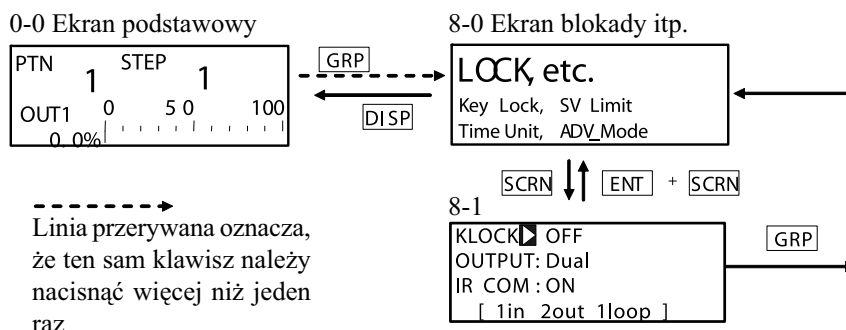 0-0 Ekran podstawowy
PTN 1 STEP 1
OUT1 0 50 100
0.0%
GRP
DISP
8-0 Ekran blokady itp.
LOCK, etc.
Key Lock, SV Limit
Time Unit, ADV_Mode
SCRN ENT + SCRN
8-1
KLOCK OFF
OUTPUT: Dual
IR COM : ON
[ 1in 2out 1loop ]
GRP
Linia przerywana oznacza,
że ten sam klawisz należy
nacisnąć więcej niż jeden
raz